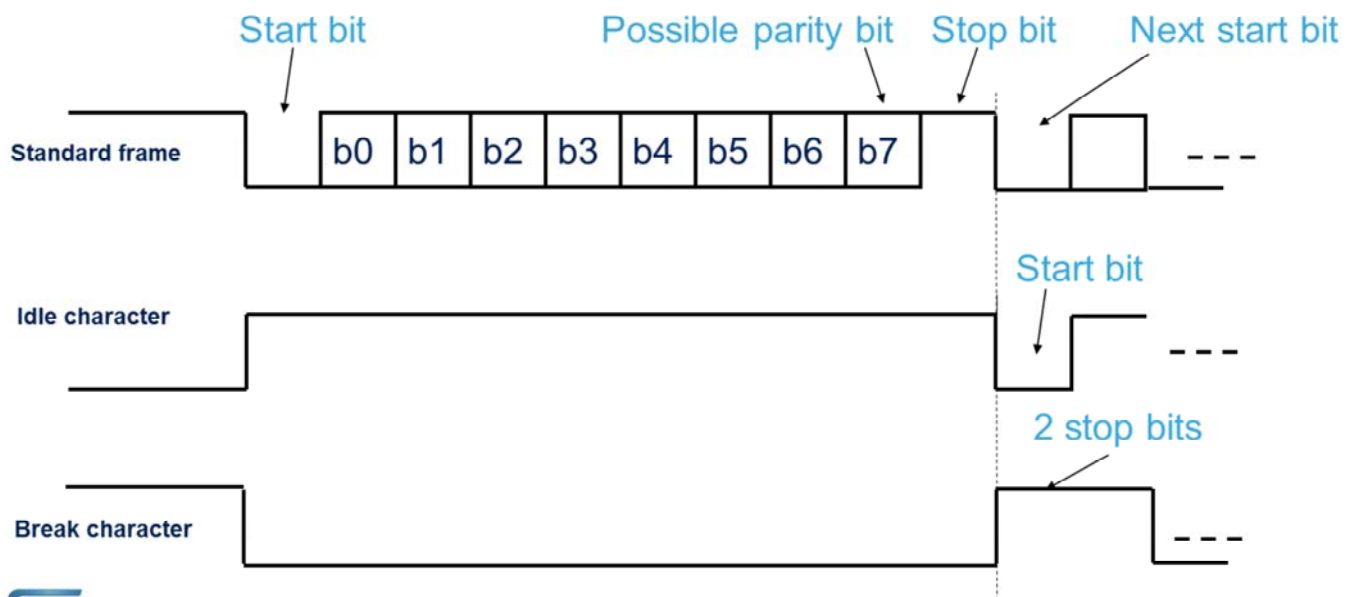 Start bit
Possible parity bit
Stop bit
Next start bit
Standard frame
b0 b1 b2 b3 b4 b5 b6 b7
Start bit
Idle character
2 stop bits
Break character